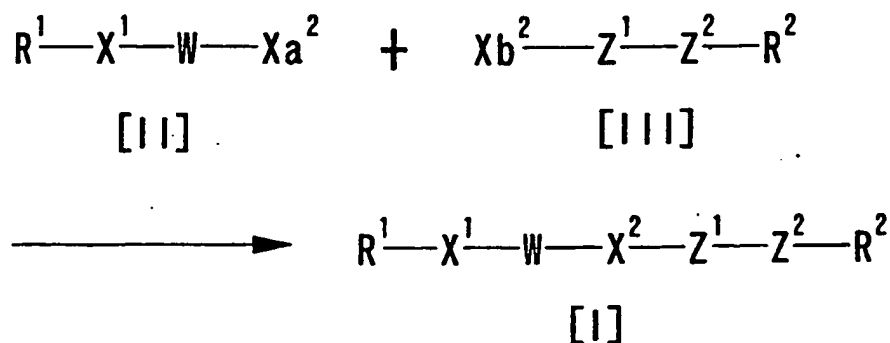 R¹—X¹—W—Xa² + Xb²—Z¹—Z²—R²
[II] [III]
R¹—X¹—W—X²—Z¹—Z²—R²
[I]